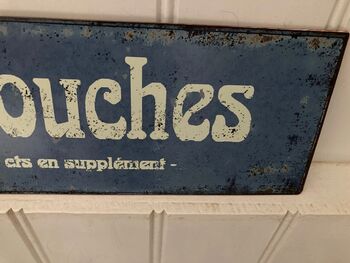 ouches
cts en supplément -